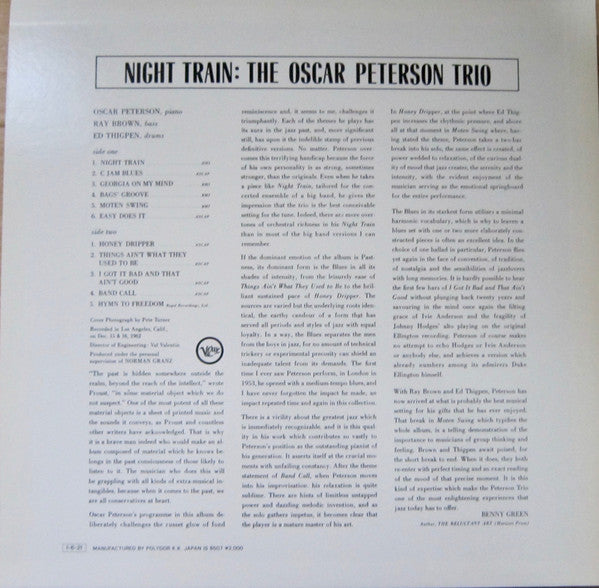 NIGHT TRAIN: THE OSCAR PETERSON TRIO
OSCAR PETERSON, piano
RAY BROWN, bass
ED THIGPEN, drums
side one
1. NIGHT TRAIN BMI
2. C JAM BLUES ASCAP
3. GEORGIA ON MY MIND BMI
4. BAGS' GROOVE BMI
5. MOTEN SWING BMI
6. EASY DOES IT ASCAP
side two
1. HONEY DRIPPER BMI
2. THINGS AIN'T WHAT THEY
USED TO BE ASCAP
3. I GOT IT BAD AND THAT
AIN'T GOOD ASCAP
4. BAND CALL ASCAP
5. HYMN TO FREEDOM
Cover Photograph by Pete Turner
Recorded in Los Angeles, Calif.,
on Dec. 15 & 16, 1962
Director of Engineering: Val Valentin
Produced under the personal
supervision of NORMAN GRANZ
Verve
"The past is hidden somewhere outside the
realm, beyond the reach of the intellect," wrote
Proust, "in some material object which we do
not suspect." One of the most potent of all these
material objects is a sheet of printed music and
the sounds it conveys, as Proust and countless
other writers have acknowledged. That is why
it is a brave man indeed who would make an al-
bum composed of material which he knows be-
longs in the past consciousness of those likely to
listen to it. The musician who does this will
be grappling with all kinds of extra-musical in-
tangibles, because when it comes to the past, we
are all conservatives at heart.
Oscar Peterson's programme in this album de-
liberately challenges the russet glow of fond
reminiscence and, it seems to me, challenges it
triumphantly. Each of the themes he plays has
its aura in the jazz past, and, more significant
still, has upon it the indelible stamp of previous
definitive versions. No matter. Peterson over
comes this terrifying handicap because the force
of his own personality is as strong, sometimes
stronger, than the originals. Even when he takes
a piece like Night Train, tailored for the con-
certed ensemble of a big band, he gives the
impression that the trio is the best conceivable
setting for the tune. Indeed, there are more over-
tones of orchestral richness in his Night Train
than in most of the big band versions I can
remember.
If the dominant emotion of the album is Past-
ness, its dominant form is the Blues in all its
shades of intensity, from the leisurely ease of
Things Ain't What They Used to Be to the bril-
liant sustained pace of Honey Dripper. The
sources are varied but the underlying roots iden-
tical, the earthy candour of a form that has
served all periods and styles of jazz with equal
loyalty. In a way, the Blues separates the men
from the boys in jazz, for no amount of technical
trickery or experimental preciosity can shield an
inadequate talent from its demands. The first
time I ever saw Peterson perform, in London in
1953, he opened with a medium-tempo blues, and
I have never forgotten the impact he made, an
impact repeated time and again in this collection.
There is a virility about the greatest jazz which
is immediately recognizable, and it is this qual-
ity in his work which contributes so vastly to
Peterson's position as the outstanding pianist of
his generation. It asserts itself at the crucial mo-
ments with unfailing constancy. After the theme
statement of Band Call, when Peterson moves
into his improvisation, his relaxation is quite
sublime. There are hints of limitless untapped
power and dazzling melodic invention, and as
the solo gathers impetus, it becomes clear that
the player is a mature master of his art.
In Honey Dripper, at the point where Ed Thig-
pen increases the rhythmic pressure, and above
all at that moment in Moten Swing where, hav-
ing stated the theme, Peterson takes a two-bar
break into his solo, the same effect is created, of
power wedded to relaxation, of the curious dual-
ity of mood that jazz creates, the serenity and the
intensity, with the evident enjoyment of the
musician serving as the emotional springboard
for the entire performance.
The Blues in its starkest form utilises a minimal
harmonic vocabulary, which is why to leaven a
blues set with one or two more elaborately con-
structed pieces is often an excellent idea. In the
choice of one ballad in particular, Peterson flies
yet again in the face of convention, of tradition,
of nostalgia and the sensibilities of jazzlovers
with long memories. It is hardly possible to hear
the first few bars of I Got It Bad and That Ain't
Good without plunging back twenty years and
savouring in the mind once again the lilting
grace of Ivie Anderson and the fragility of
Johnny Hodges' alto playing on the original
Ellington recording. Peterson of course makes
no attempt to echo Hodges or Ivie Anderson
or anybody else, and achieves a version which
already numbers among its admirers Duke
Ellington himself.
With Ray Brown and Ed Thigpen, Peterson has
now arrived at what is probably the best musical
setting for his gifts that he has ever enjoyed.
That break in Moten Swing which typifies the
whole album, is a telling demonstration of the
importance to musicians of group thinking and
feeling. Brown and Thigpen await poised, for
the short break to end. When it does, they both
re-enter with perfect timing and an exact reading
of the mood of that precise moment. It is this
kind of expertise which make the Peterson Trio
one of the most enlightening experiences that
jazz today has to offer.
BENNY GREEN
Author, THE RELUCTANT ART (Horizon Press)
MANUFACTURED BY POLYDOR K.K. JAPAN IS 8507 ¥2,000